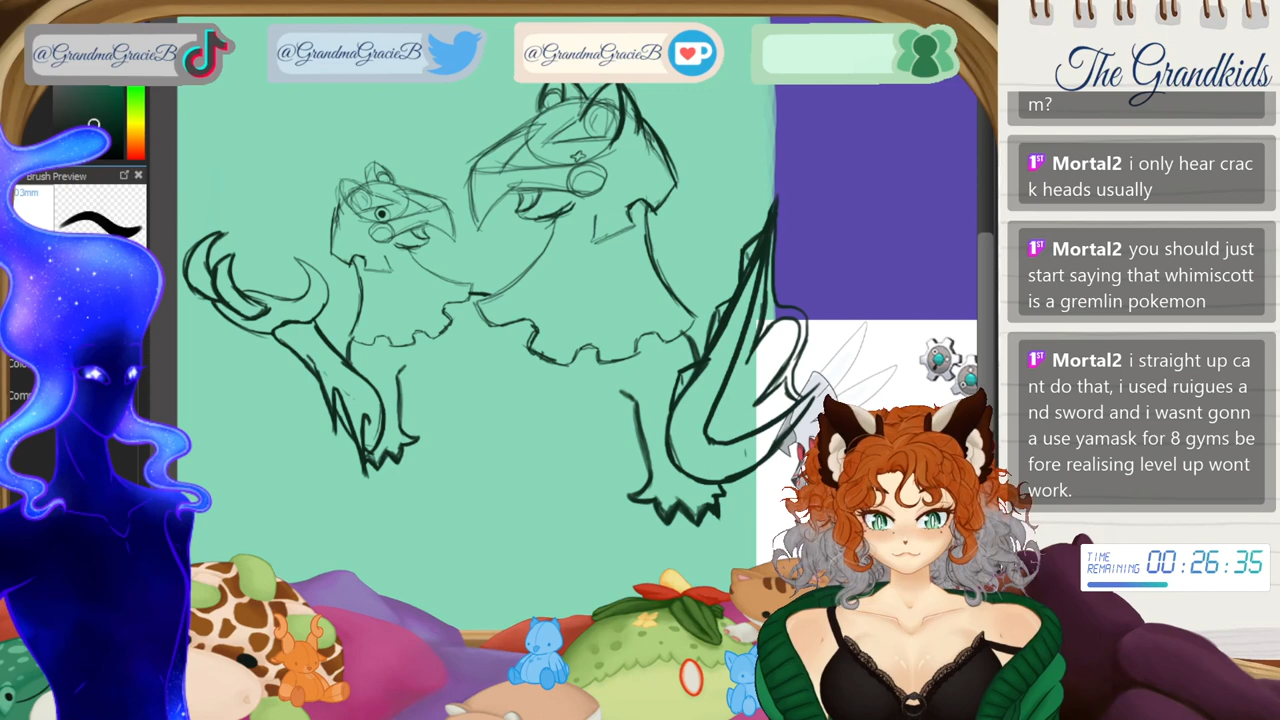 @GrandmaGracieB
@GrandmaGracieB
@GrandmaGracieB
The Grandkids
m?
1ST Mortal2 i only hear crac
k heads usually
1ST Mortal2 you should just
start saying that whimiscott
is a gremlin pokemon
1ST Mortal2 i straight up ca
nt do that, i used ruigues a
nd sword and i wasnt gonn
a use yamask for 8 gyms be
fore realising level up wont
work.
TIME
REMAINING 00:26:35
Brush Preview